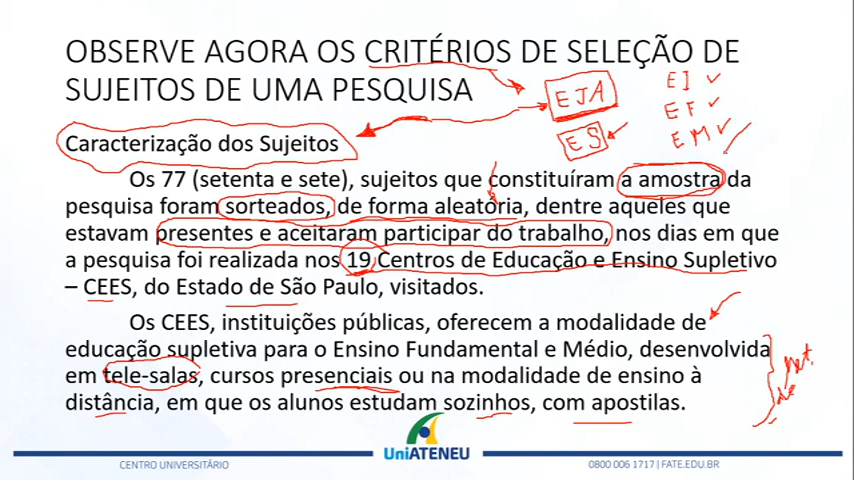 OBSERVE AGORA OS CRITÉRIOS DE SELEÇÃO DE
SUJEITOS DE UMA PESQUISA
EJA
ES
EI
EF
EM
Caracterização dos Sujeitos
Os 77 (setenta e sete), sujeitos que constituíram a amostra da
pesquisa foram sorteados, de forma aleatória, dentre aqueles que
estavam presentes e aceitaram participar do trabalho, nos dias em que
a pesquisa foi realizada nos 19 Centros de Educação e Ensino Supletivo
– CEES, do Estado de São Paulo, visitados.
Os CEES, instituições públicas, oferecem a modalidade de
educação supletiva para o Ensino Fundamental e Médio, desenvolvida
em tele-salas, cursos presenciais ou na modalidade de ensino à
distância, em que os alunos estudam sozinhos, com apostilas.
UniATENEU
CENTRO UNIVERSITÁRIO
0800 006 1717 | FATE.EDU.BR